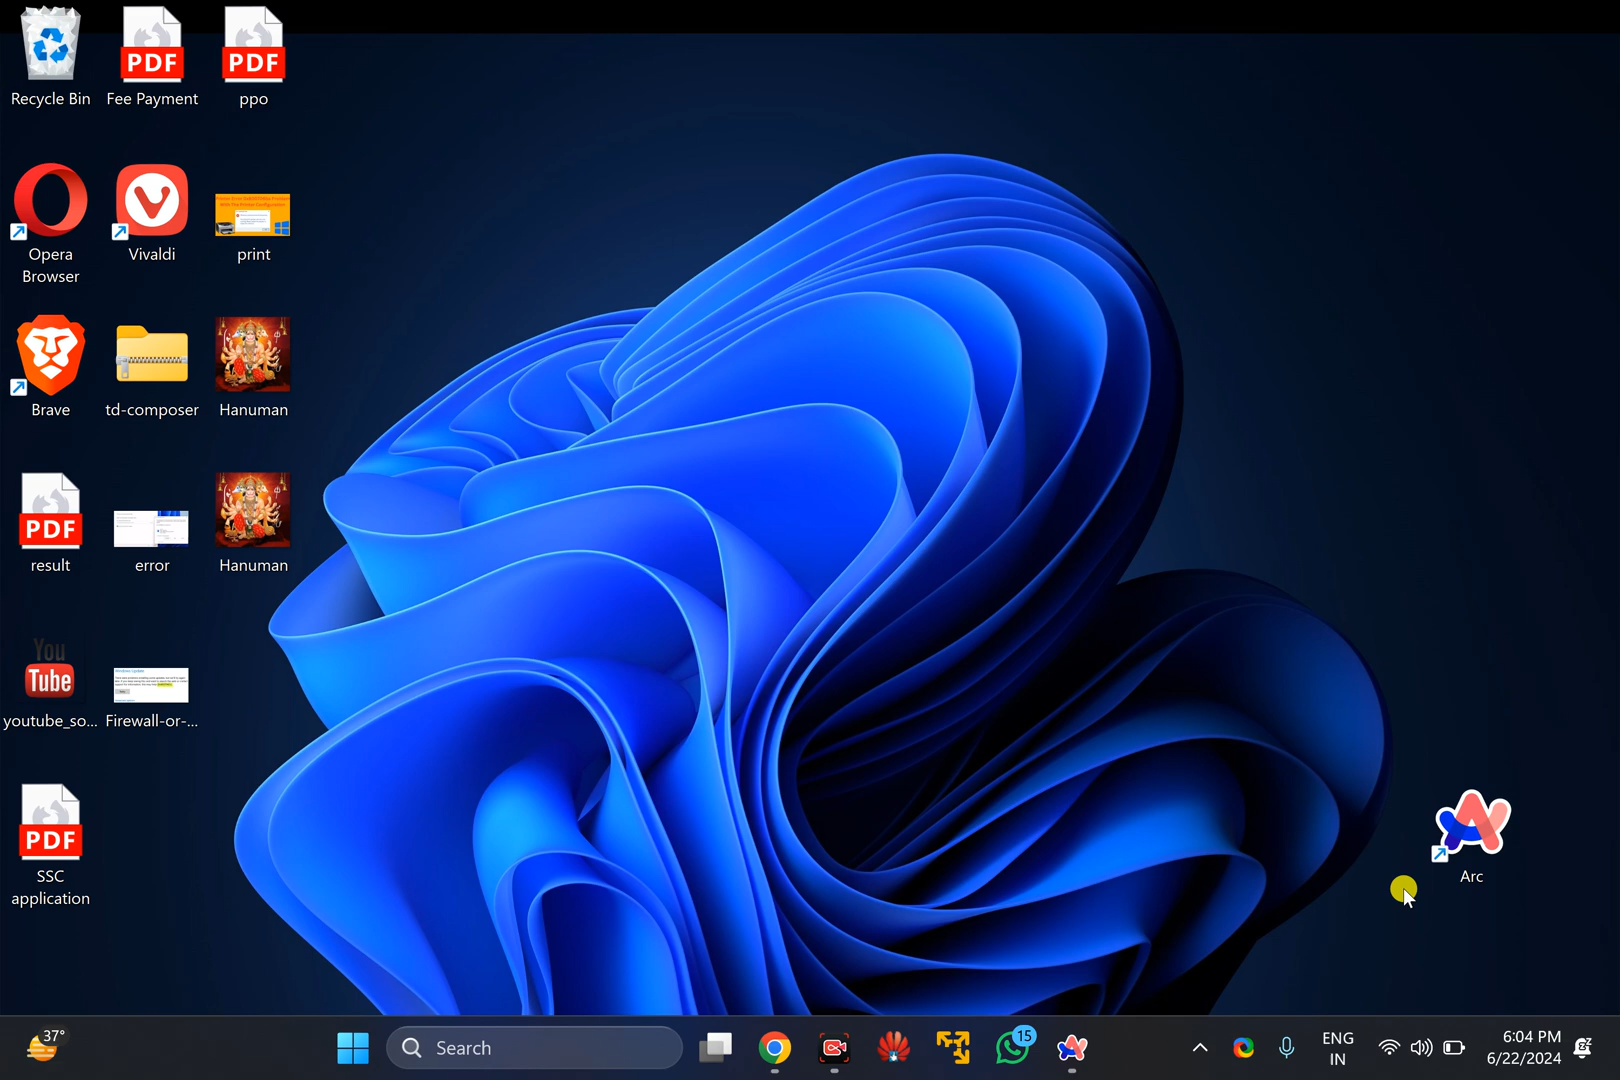 Recycle Bin
Fee Payment
ppo
PDF
PDF
Opera
Browser
Vivaldi
print
Brave
td-composer
Hanuman
PDF
result
error
Hanuman
You
Tube
youtube_so...
Firewall-or-...
PDF
SSC
application
Arc
37°
Search
15
ENG
IN
6:04 PM
6/22/2024